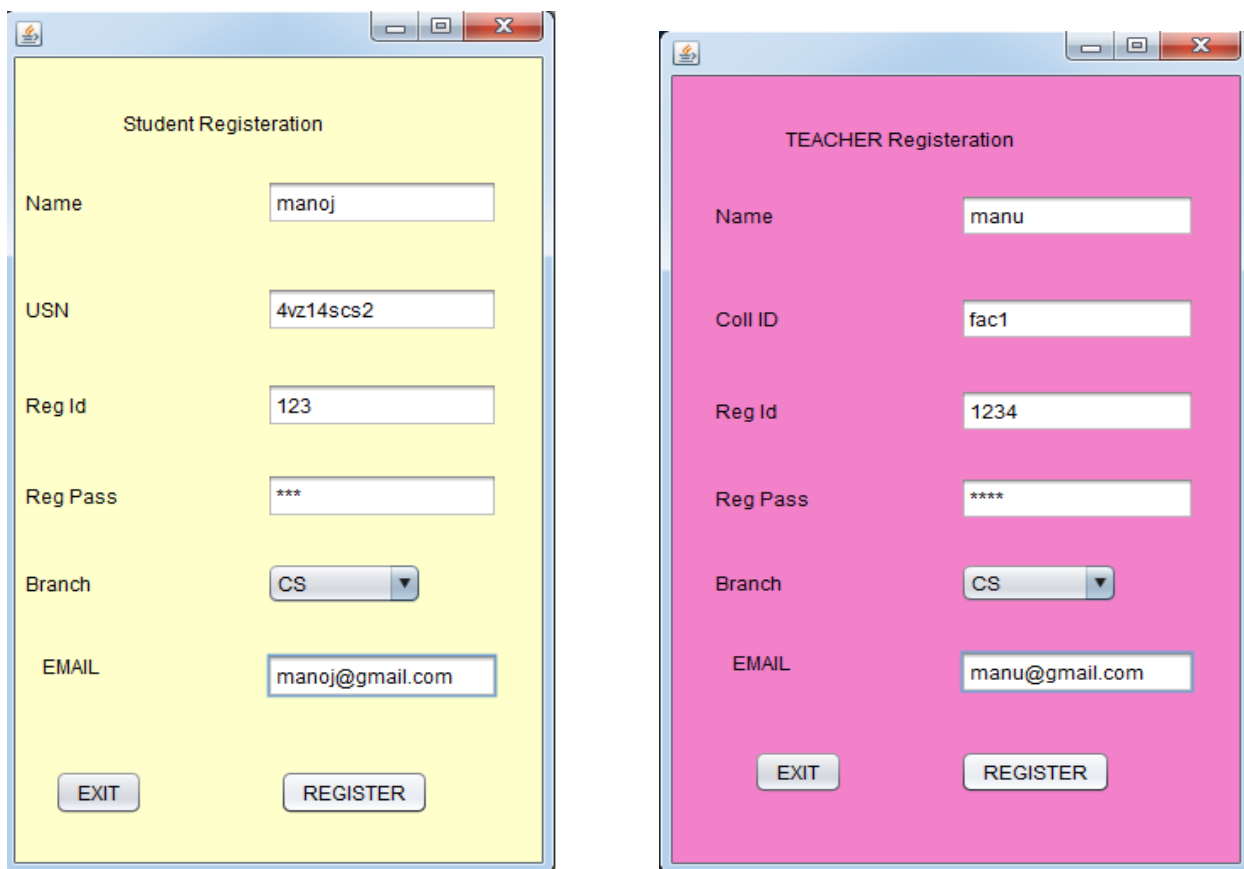 Student Registeration
Name manoj
USN 4vz14scs2
Reg Id 123
Reg Pass ***
Branch CS
EMAIL manoj@gmail.com
EXIT REGISTER
TEACHER Registeration
Name manu
Coll ID fac1
Reg Id 1234
Reg Pass ****
Branch CS
EMAIL manu@gmail.com
EXIT REGISTER